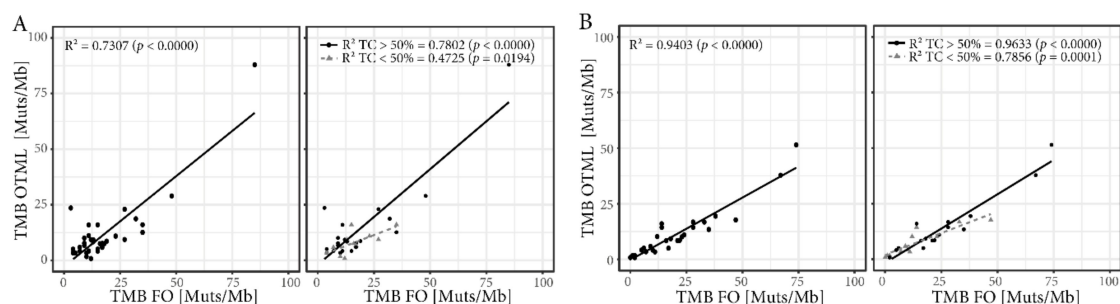 A
R² = 0.7307 (p < 0.0000)
R² TC > 50% = 0.7802 (p < 0.0000)
R² TC < 50% = 0.4725 (p = 0.0194)
TMB OTML [Muts/Mb]
100
75
50
25
0
0 25 50 75 100
0 25 50 75 100
TMB FO [Muts/Mb]
TMB FO [Muts/Mb]
B
R² = 0.9403 (p < 0.0000)
R² TC > 50% = 0.9633 (p < 0.0000)
R² TC < 50% = 0.7856 (p = 0.0001)
TMB OTML [Muts/Mb]
100
75
50
25
0
0 25 50 75 100
0 25 50 75 100
TMB FO [Muts/Mb]
TMB FO [Muts/Mb]